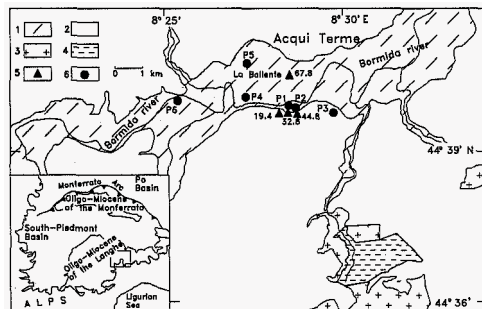 8°25
8°30' E
1
2
3
4
5
6
0 1 km
Acqui Terme
P5
La Bollente
67.8
Bormida river
Bormida river
P6
P4
P1
P2
P3
19.4
32.8
44.8
44°39 N
Monferrato Arc
Po
Basin
Oligo-Miocene
of the Monferrato
South-Piedmont
Basin
Oligo-Miocene
of the Langhe
ALPS
Ligurian
Sea
44°36